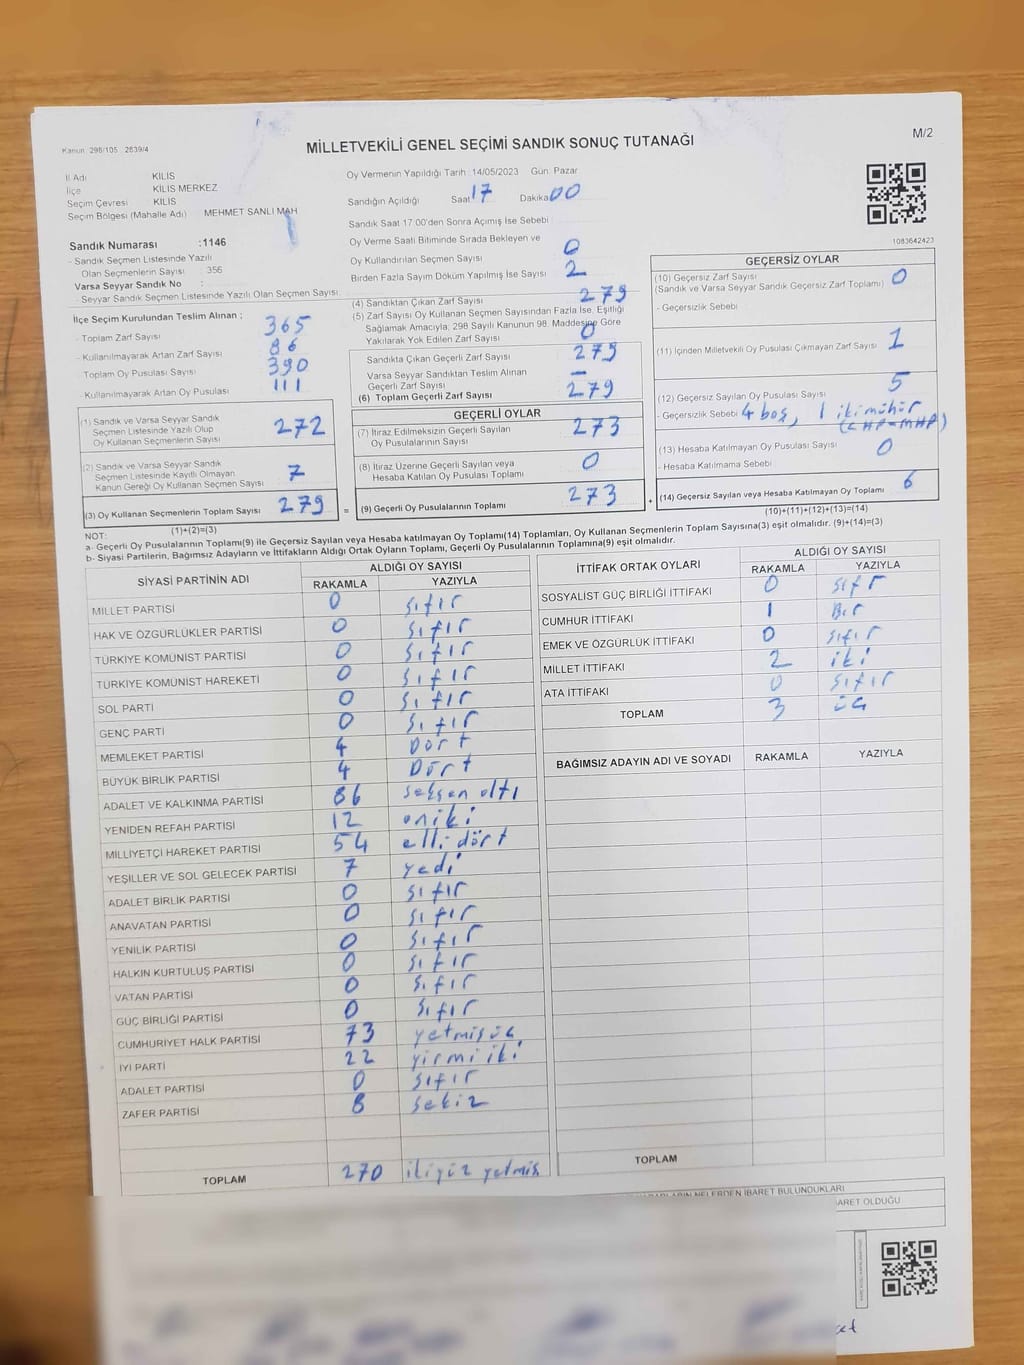 Kanun: 298/105 2839/4
MİLLETVEKİLİ GENEL SEÇİMİ SANDIK SONUÇ TUTANAĞI
M/2
İl Adı KİLİS
İlçe KİLİS MERKEZ
Seçim Çevresi KİLİS
Seçim Bölgesi (Mahalle Adı) MEHMET SANLI MAH
Sandık Numarası :1146
- Sandık Seçmen Listesinde Yazılı
Olan Seçmenlerin Sayısı : 356
Varsa Seyyar Sandık No :
- Seyyar Sandık Seçmen Listesinde Yazılı Olan Seçmen Sayısı
Oy Vermenin Yapıldığı Tarih : 14/05/2023 Gün: Pazar
Sandığın Açıldığı Saat 17 Dakika 00
Sandık Saat 17:00'den Sonra Açımış İse Sebebi
Oy Verme Saati Bitiminde Sırada Bekleyen ve
Oy Kullandırılan Seçmen Sayısı 0
Birden Fazla Sayım Döküm Yapılmış İse Sayısı 2
1083642423
İlçe Seçim Kurulundan Teslim Alınan ;
- Toplam Zarf Sayısı 365
- Kullanılmayarak Artan Zarf Sayısı 86
- Toplam Oy Pusulası Sayısı 390
- Kullanılmayarak Artan Oy Pusulası 111
(1) Sandık ve Varsa Seyyar Sandık
Seçmen Listesinde Yazılı Olup
Oy Kullanan Seçmenlerin Sayısı 272
(2) Sandık ve Varsa Seyyar Sandık
Seçmen Listesinde Kayıtlı Olmayan
Kanun Gereği Oy Kullanan Seçmen Sayısı 7
(3) Oy Kullanan Seçmenlerin Toplam Sayısı 279
(1)+(2)=(3)
(4) Sandıktan Çıkan Zarf Sayısı 279
(5) Zarf Sayısı Oy Kullanan Seçmen Sayısından Fazla İse, Eşitliği
Sağlamak Amacıyla; 298 Sayılı Kanunun 98. Maddesine Göre
Yakılarak Yok Edilen Zarf Sayısı 0
Sandıkta Çıkan Geçerli Zarf Sayısı 279
Varsa Seyyar Sandıktan Teslim Alınan
Geçerli Zarf Sayısı –
(6) Toplam Geçerli Zarf Sayısı 279
GEÇERLİ OYLAR
(7) İtiraz Edilmeksizin Geçerli Sayılan
Oy Pusulalarının Sayısı 273
(8) İtiraz Üzerine Geçerli Sayılan veya
Hesaba Katılan Oy Pusulası Toplamı 0
= (9) Geçerli Oy Pusulalarının Toplamı 273 +
GEÇERSİZ OYLAR
(10) Geçersiz Zarf Sayısı
(Sandık ve Varsa Seyyar Sandık Geçersiz Zarf Toplamı) 0
- Geçersizlik Sebebi
(11) İçinden Milletvekili Oy Pusulası Çıkmayan Zarf Sayısı 1
(12) Geçersiz Sayılan Oy Pusulası Sayısı 5
- Geçersizlik Sebebi 4 boş, 1 iki mühür
(CHP-MHP)
(13) Hesaba Katılmayan Oy Pusulası Sayısı 0
- Hesaba Katılmama Sebebi
(14) Geçersiz Sayılan veya Hesaba Katılmayan Oy Toplamı 6
(10)+(11)+(12)+(13)=(14)
NOT:
a- Geçerli Oy Pusulalarının Toplamı(9) ile Geçersiz Sayılan veya Hesaba katılmayan Oy Toplamı(14) Toplamları, Oy Kullanan Seçmenlerin Toplam Sayısına(3) eşit olmalıdır. (9)+(14)=(3)
b- Siyasi Partilerin, Bağımsız Adayların ve İttifakların Aldığı Ortak Oyların Toplamı, Geçerli Oy Pusulalarının Toplamına(9) eşit olmalıdır.
SİYASİ PARTİNİN ADI ALDIĞI OY SAYISI
RAKAMLA YAZIYLA
MİLLET PARTİSİ 0 sıfır
HAK VE ÖZGÜRLÜKLER PARTİSİ 0 sıfır
TÜRKİYE KOMÜNİST PARTİSİ 0 sıfır
TÜRKİYE KOMÜNİST HAREKETİ 0 sıfır
SOL PARTİ 0 sıfır
GENÇ PARTİ 0 sıfır
MEMLEKET PARTİSİ 4 Dört
BÜYÜK BİRLİK PARTİSİ 4 Dört
ADALET VE KALKINMA PARTİSİ 86 seksen altı
YENİDEN REFAH PARTİSİ 12 oniki
MİLLİYETÇİ HAREKET PARTİSİ 54 elli dört
YEŞİLLER VE SOL GELECEK PARTİSİ 7 yedi
ADALET BİRLİK PARTİSİ 0 sıfır
ANAVATAN PARTİSİ 0 sıfır
YENİLİK PARTİSİ 0 sıfır
HALKIN KURTULUŞ PARTİSİ 0 sıfır
VATAN PARTİSİ 0 sıfır
GÜÇ BİRLİĞİ PARTİSİ 0 sıfır
CUMHURİYET HALK PARTİSİ 73 yetmiş üç
İYİ PARTİ 22 yirmi iki
ADALET PARTİSİ 0 sıfır
ZAFER PARTİSİ 8 sekiz
TOPLAM 270 ikiyüz yetmiş
İTTİFAK ORTAK OYLARI ALDIĞI OY SAYISI
RAKAMLA YAZIYLA
SOSYALİST GÜÇ BİRLİĞİ İTTİFAKI 0 sıfır
CUMHUR İTTİFAKI 1 Bir
EMEK VE ÖZGÜRLÜK İTTİFAKI 0 sıfır
MİLLET İTTİFAKI 2 iki
ATA İTTİFAKI 0 sıfır
TOPLAM 3 üç
BAĞIMSIZ ADAYIN ADI VE SOYADI RAKAMLA YAZIYLA
TOPLAM
NELERDEN İBARET BULUNDUKLARI
OLDUĞU